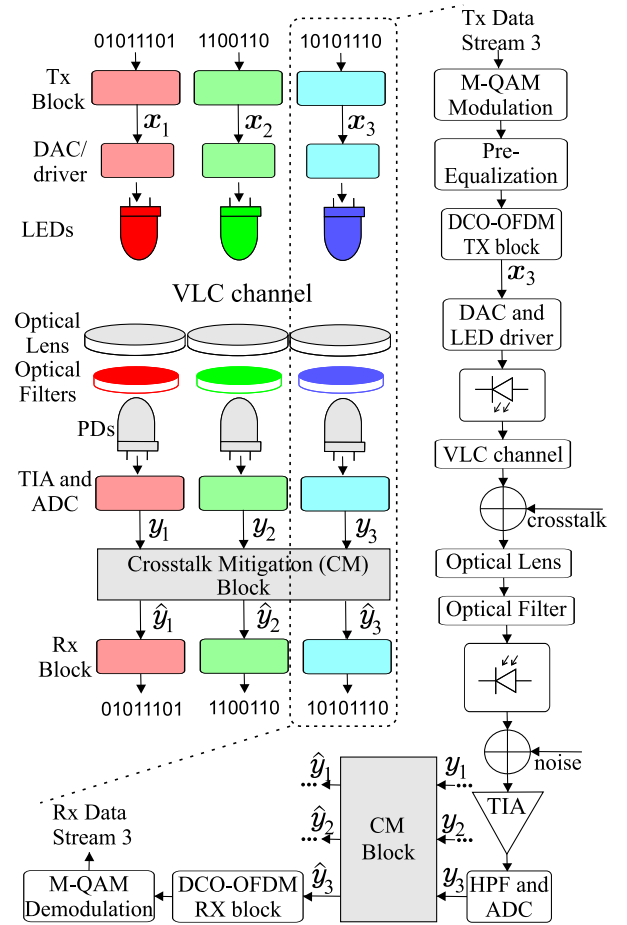 01011101 1100110 10101110
Tx
Block
x₁ x₂ x₃
DAC/
driver
LEDs
VLC channel
Optical
Lens
Optical
Filters
PDs
TIA and
ADC
y₁ y₂ y₃
Crosstalk Mitigation (CM)
Block
ŷ₁ ŷ₂ ŷ₃
Rx
Block
01011101 1100110 10101110
Tx Data
Stream 3
M-QAM
Modulation
Pre-
Equalization
DCO-OFDM
TX block
x₃
DAC and
LED driver
VLC channel
crosstalk
Optical Lens
Optical Filter
noise
TIA
HPF and
ADC
y₁
y₂
y₃
CM
Block
ŷ₁
ŷ₂
ŷ₃
DCO-OFDM
RX block
M-QAM
Demodulation
Rx Data
Stream 3